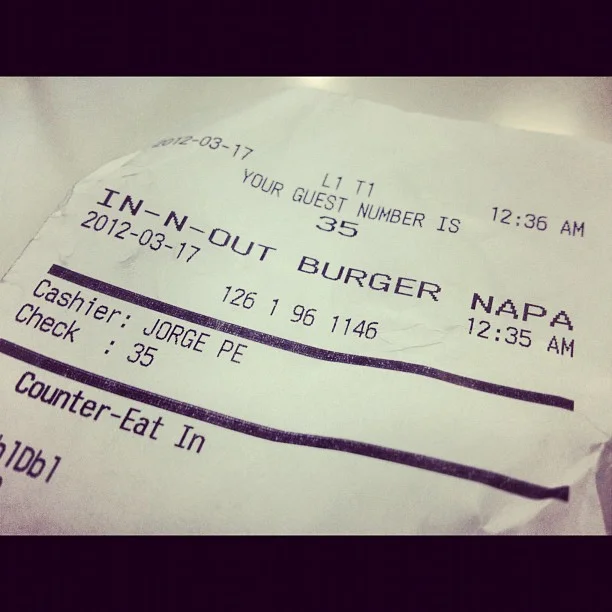 2012-03-17 L1 T1 12:36 AM
YOUR GUEST NUMBER IS
35
IN-N-OUT BURGER NAPA
2012-03-17 126 1 96 1146 12:35 AM
Cashier: JORGE PE
Check : 35
Counter-Eat In